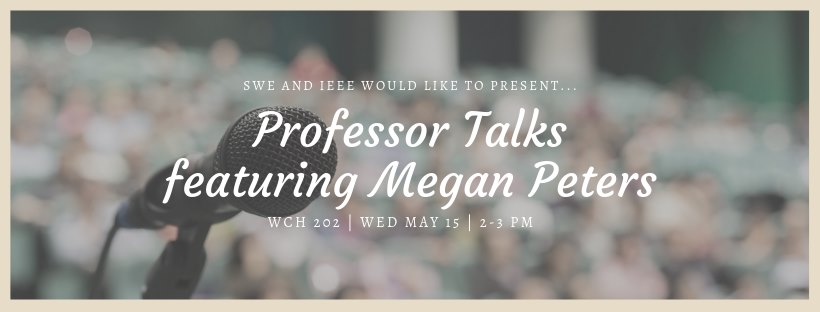 SWE AND IEEE WOULD LIKE TO PRESENT...
Professor Talks
featuring Megan Peters
WCH 202 | WED MAY 15 | 2-3 PM